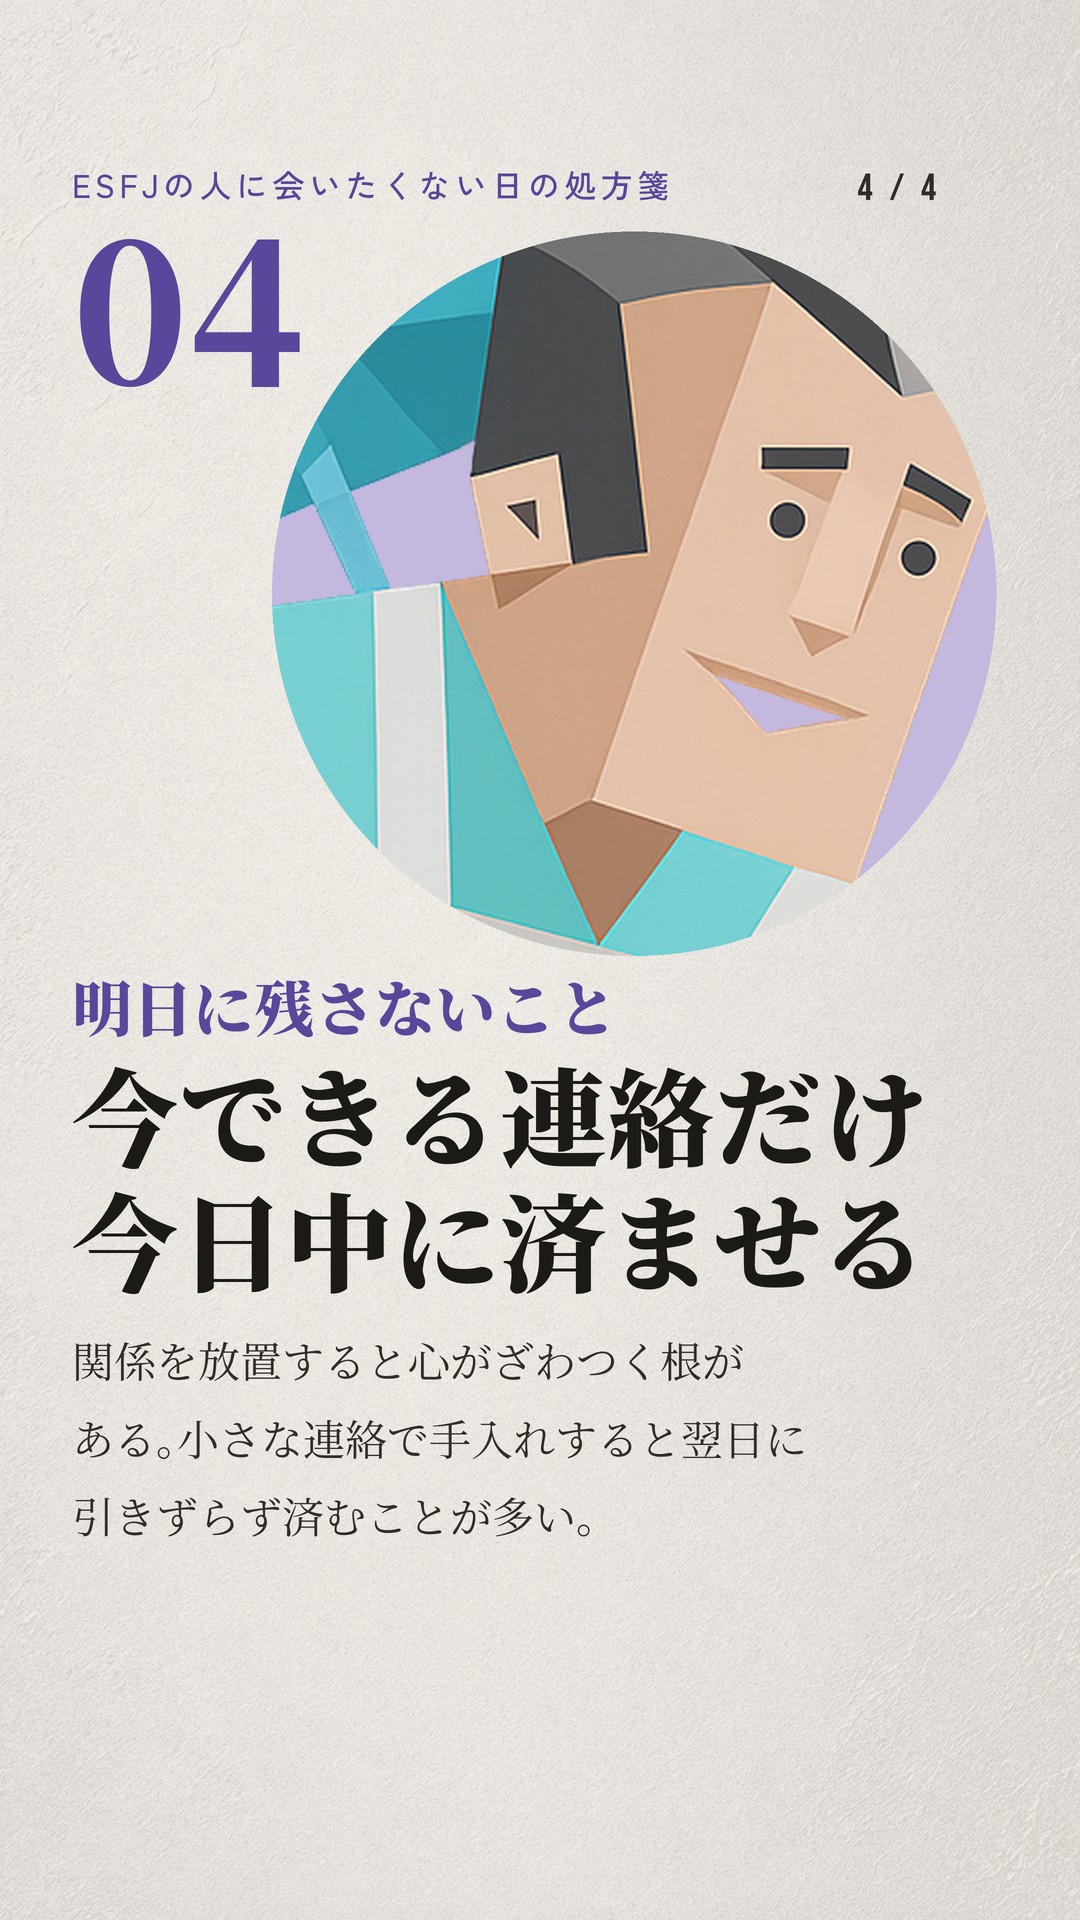 ESFJの人に会いたくない日の処方箋
4 / 4
04
明日に残さないこと
今できる連絡だけ
今日中に済ませる
関係を放置すると心がざわつく根が
ある。小さな連絡で手入れすると翌日に
引きずらず済むことが多い。